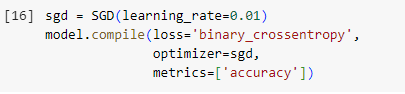 [16] sgd = SGD(learning_rate=0.01)
model.compile(loss='binary_crossentropy',
optimizer=sgd,
metrics=['accuracy'])